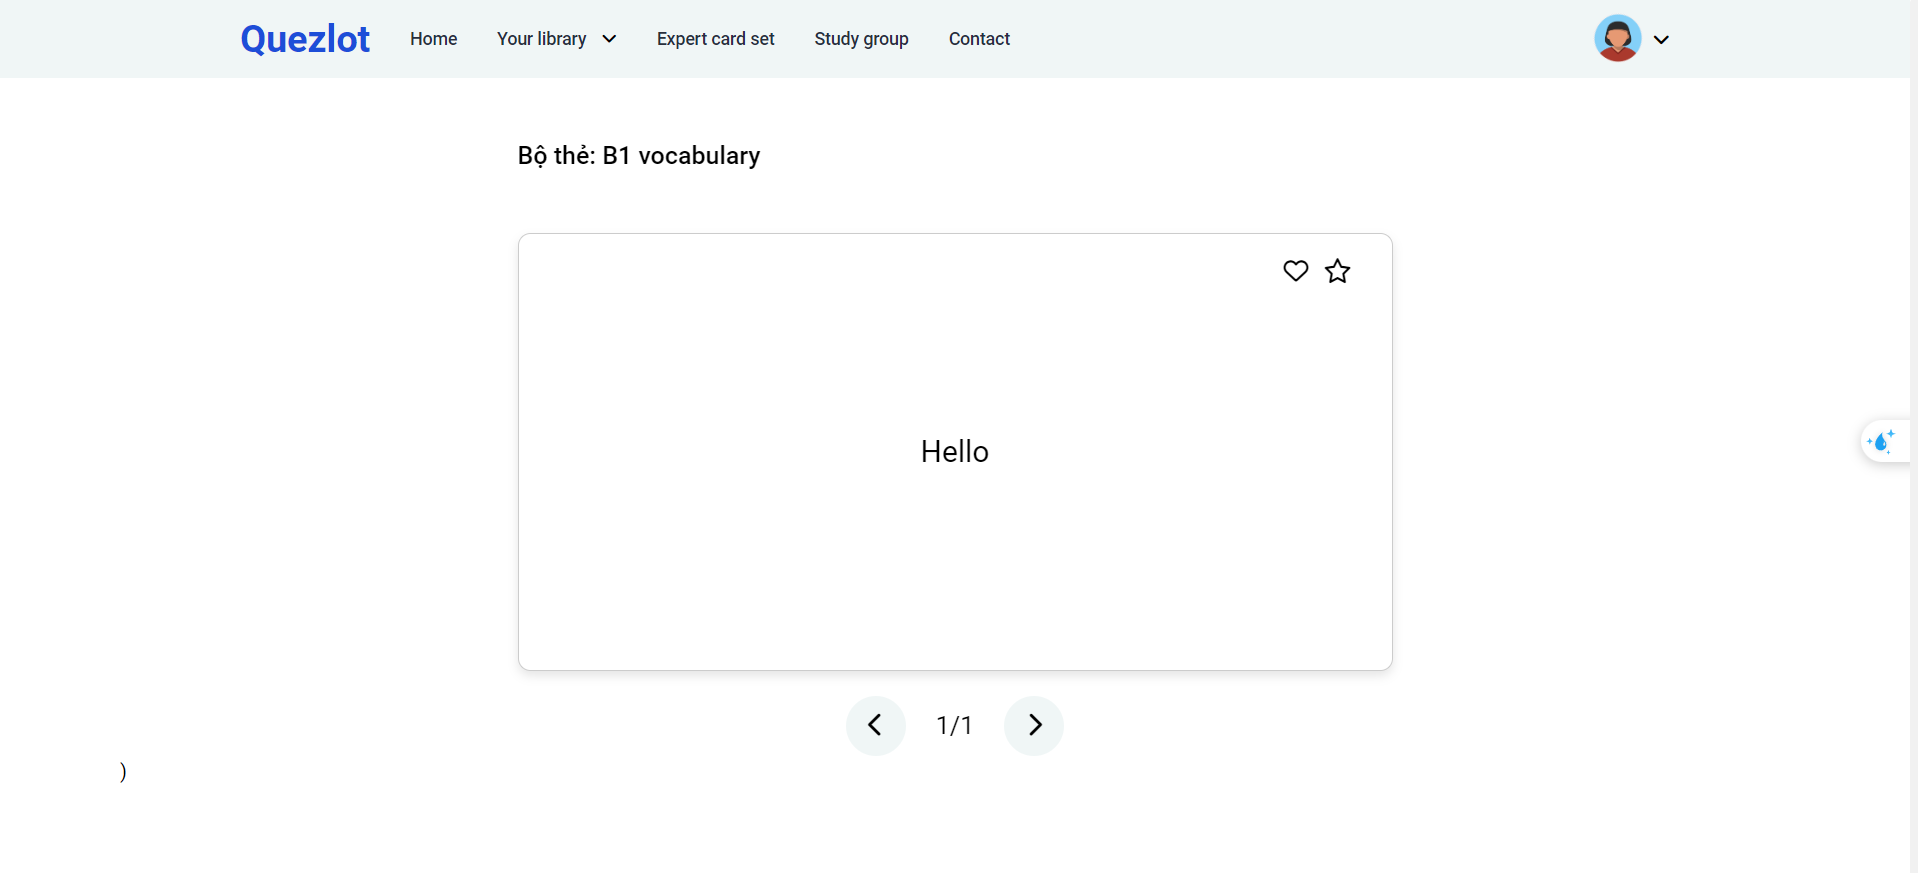 Quezlot Home Your library Expert card set Study group Contact
Bộ thẻ: B1 vocabulary
Hello
1/1
)